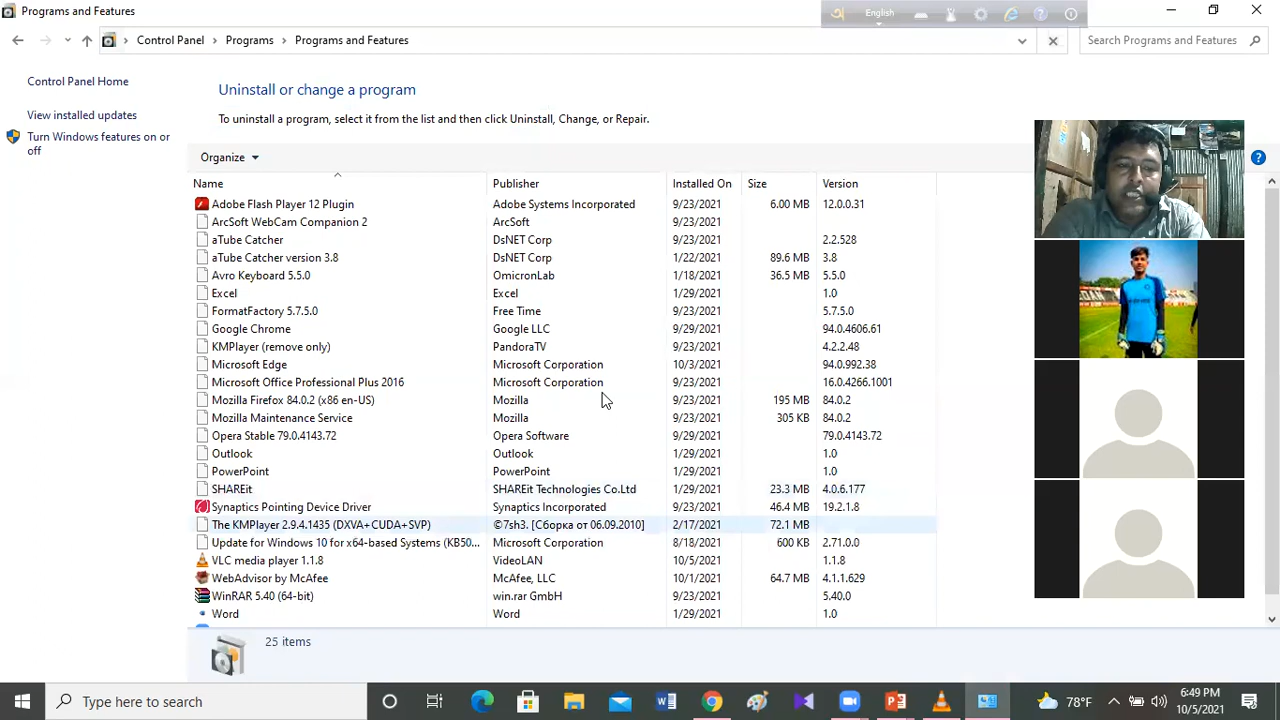 Programs and Features
English
Control Panel > Programs > Programs and Features
Search Programs and Features
Control Panel Home
View installed updates
Turn Windows features on or
off
Uninstall or change a program
To uninstall a program, select it from the list and then click Uninstall, Change, or Repair.
Organize
Name Publisher Installed On Size Version
Adobe Flash Player 12 Plugin Adobe Systems Incorporated 9/23/2021 6.00 MB 12.0.0.31
ArcSoft WebCam Companion 2 ArcSoft 9/23/2021
aTube Catcher DsNET Corp 9/23/2021 2.2.528
aTube Catcher version 3.8 DsNET Corp 1/22/2021 89.6 MB 3.8
Avro Keyboard 5.5.0 OmicronLab 1/18/2021 36.5 MB 5.5.0
Excel Excel 1/29/2021 1.0
FormatFactory 5.7.5.0 Free Time 9/23/2021 5.7.5.0
Google Chrome Google LLC 9/29/2021 94.0.4606.61
KMPlayer (remove only) PandoraTV 9/23/2021 4.2.2.48
Microsoft Edge Microsoft Corporation 10/3/2021 94.0.992.38
Microsoft Office Professional Plus 2016 Microsoft Corporation 9/23/2021 16.0.4266.1001
Mozilla Firefox 84.0.2 (x86 en-US) Mozilla 9/23/2021 195 MB 84.0.2
Mozilla Maintenance Service Mozilla 9/23/2021 305 KB 84.0.2
Opera Stable 79.0.4143.72 Opera Software 9/29/2021 79.0.4143.72
Outlook Outlook 1/29/2021 1.0
PowerPoint PowerPoint 1/29/2021 1.0
SHAREit SHAREit Technologies Co.Ltd 1/29/2021 23.3 MB 4.0.6.177
Synaptics Pointing Device Driver Synaptics Incorporated 9/23/2021 46.4 MB 19.2.1.8
The KMPlayer 2.9.4.1435 (DXVA+CUDA+SVP) ©7sh3. [Сборка от 06.09.2010] 2/17/2021 72.1 MB
Update for Windows 10 for x64-based Systems (KB50... Microsoft Corporation 8/18/2021 600 KB 2.71.0.0
VLC media player 1.1.8 VideoLAN 10/5/2021 1.1.8
WebAdvisor by McAfee McAfee, LLC 10/1/2021 64.7 MB 4.1.1.629
WinRAR 5.40 (64-bit) win.rar GmbH 9/23/2021 5.40.0
Word Word 1/29/2021 1.0
25 items
Type here to search
78°F
6:49 PM
10/5/2021